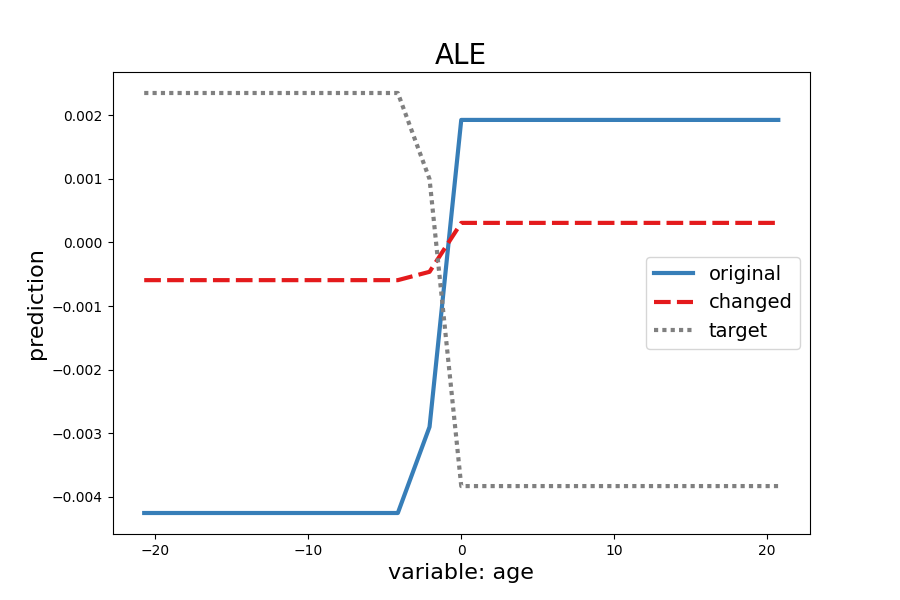 ALE
0.002
0.001
0.000
−0.001
−0.002
−0.003
−0.004
prediction
original
changed
target
−20
−10
0
10
20
variable: age